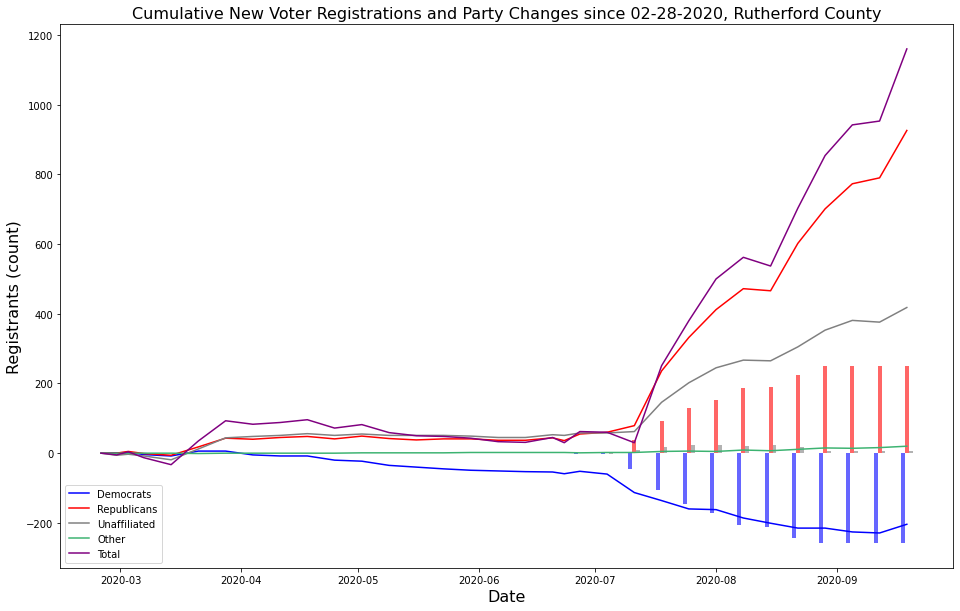 Cumulative New Voter Registrations and Party Changes since 02-28-2020, Rutherford County
Registrants (count)
1200
1000
800
600
400
200
0
−200
Democrats
Republicans
Unaffiliated
Other
Total
2020-03 2020-04 2020-05 2020-06 2020-07 2020-08 2020-09
Date